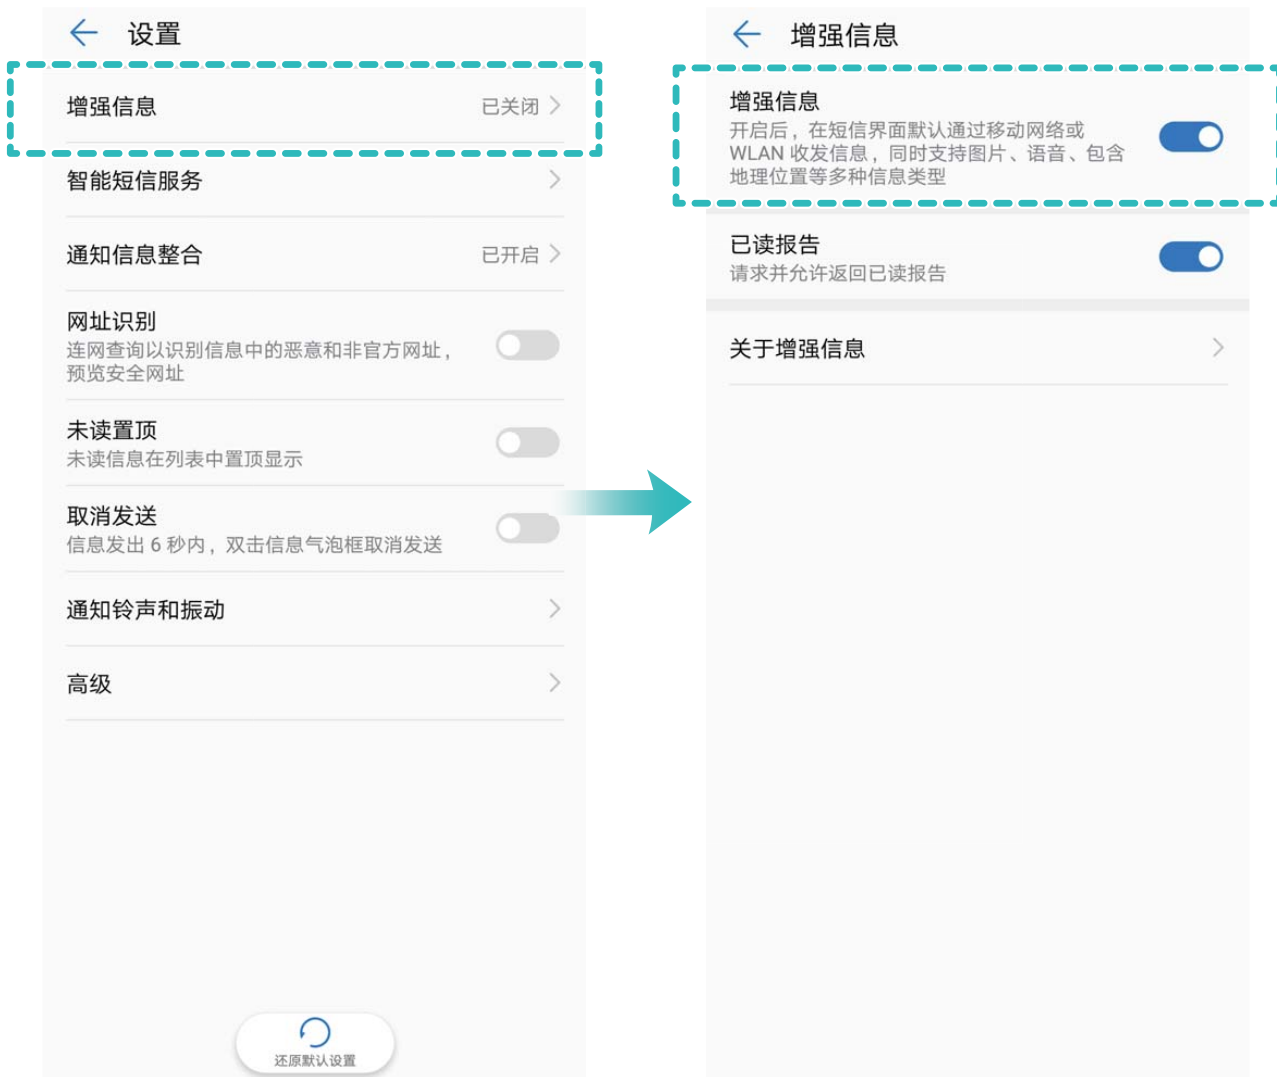 设置
增强信息
已关闭
智能短信服务
通知信息整合
已开启
网址识别
连网查询以识别信息中的恶意和非官方网址，
预览安全网址
未读置顶
未读信息在列表中置顶显示
取消发送
信息发出 6 秒内，双击信息气泡框取消发送
通知铃声和振动
高级
还原默认设置
增强信息
增强信息
开启后，在短信界面默认通过移动网络或
WLAN 收发信息，同时支持图片、语音、包含
地理位置等多种信息类型
已读报告
请求并允许返回已读报告
关于增强信息